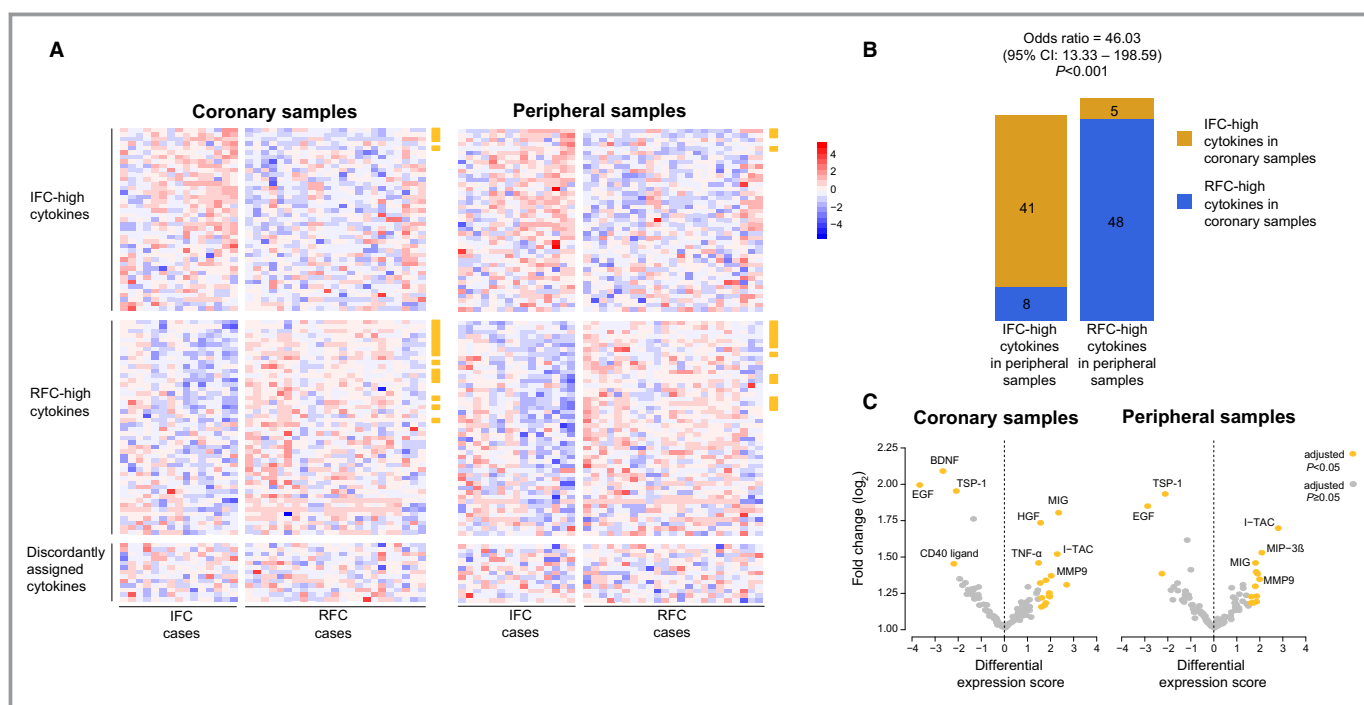 A
Coronary samples
Peripheral samples
IFC-high
cytokines
RFC-high
cytokines
Discordantly
assigned
cytokines
IFC
cases
RFC
cases
IFC
cases
RFC
cases
4
2
0
−2
−4
B
Odds ratio = 46.03
(95% CI: 13.33 – 198.59)
P<0.001
41
8
5
48
IFC-high
cytokines
in peripheral
samples
RFC-high
cytokines
in peripheral
samples
IFC-high
cytokines in
coronary samples
RFC-high
cytokines in
coronary samples
C
Coronary samples
Peripheral samples
Fold change (log2)
2.25
2.00
1.75
1.50
1.25
1.00
BDNF
EGF
TSP-1
CD40 ligand
MIG
HGF
TNF-α
I−TAC
MMP9
−4 −3 −2 −1 0 1 2 3 4
Differential
expression score
TSP-1
EGF
I−TAC
MIP−3ß
MIG
MMP9
−4 −3 −2 −1 0 1 2 3 4
Differential
expression score
adjusted
P<0.05
adjusted
P≥0.05